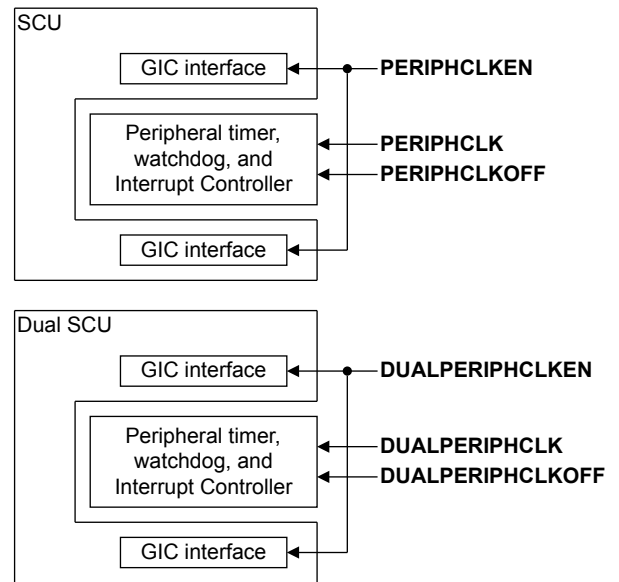 SCU
GIC interface
PERIPHCLKEN
Peripheral timer,
watchdog, and
Interrupt Controller
PERIPHCLK
PERIPHCLKOFF
GIC interface
Dual SCU
GIC interface
DUALPERIPHCLKEN
Peripheral timer,
watchdog, and
Interrupt Controller
DUALPERIPHCLK
DUALPERIPHCLKOFF
GIC interface